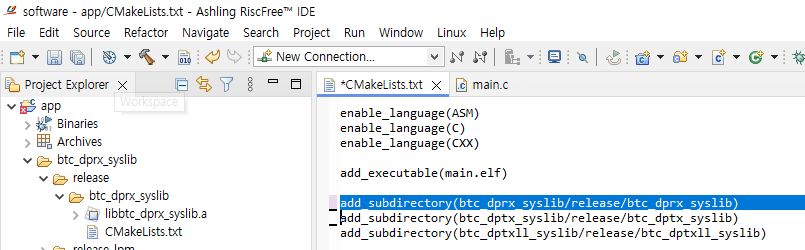 software - app/CMakeLists.txt - Ashling RiscFree™ IDE
File Edit Source Refactor Navigate Search Project Run Window Linux Help
New Connection...
Project Explorer
Workspace
*CMakeLists.txt
main.c
app
Binaries
Archives
btc_dprx_syslib
release
btc_dprx_syslib
libbtc_dprx_syslib.a
CMakeLists.txt
release_lpm
enable_language(ASM)
enable_language(C)
enable_language(CXX)
add_executable(main.elf)
add_subdirectory(btc_dprx_syslib/release/btc_dprx_syslib)
add_subdirectory(btc_dptx_syslib/release/btc_dptx_syslib)
add_subdirectory(btc_dptxll_syslib/release/btc_dptxll_syslib)